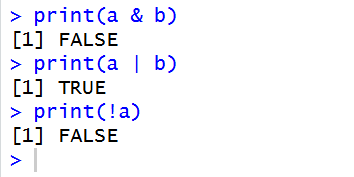 > print(a & b)
[1] FALSE
> print(a | b)
[1] TRUE
> print(!a)
[1] FALSE
>